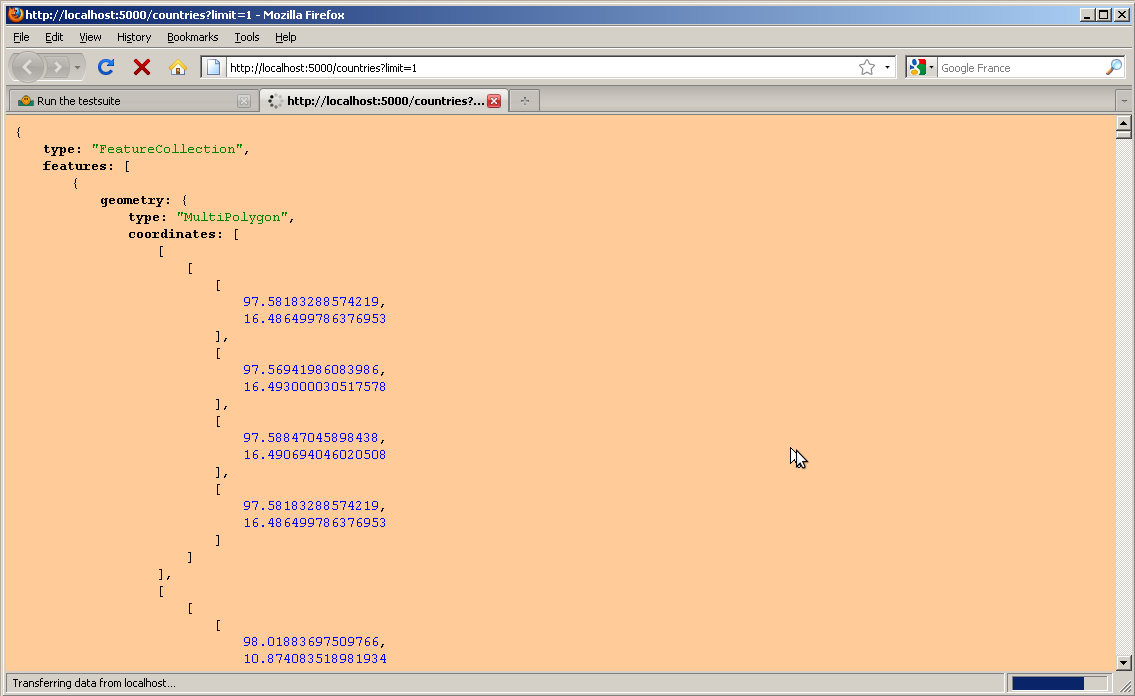 http://localhost:5000/countries?limit=1 - Mozilla Firefox
File Edit View History Bookmarks Tools Help
http://localhost:5000/countries?limit=1 Google France
Run the testsuite http://localhost:5000/countries?...
{
type: "FeatureCollection",
features: [
{
geometry: {
type: "MultiPolygon",
coordinates: [
[
[
[
97.58183288574219,
16.486499786376953
],
[
97.56941986083986,
16.493000030517578
],
[
97.58847045898438,
16.490694046020508
],
[
97.58183288574219,
16.486499786376953
]
]
],
[
[
[
98.01883697509766,
10.874083518981934
Transferring data from localhost...